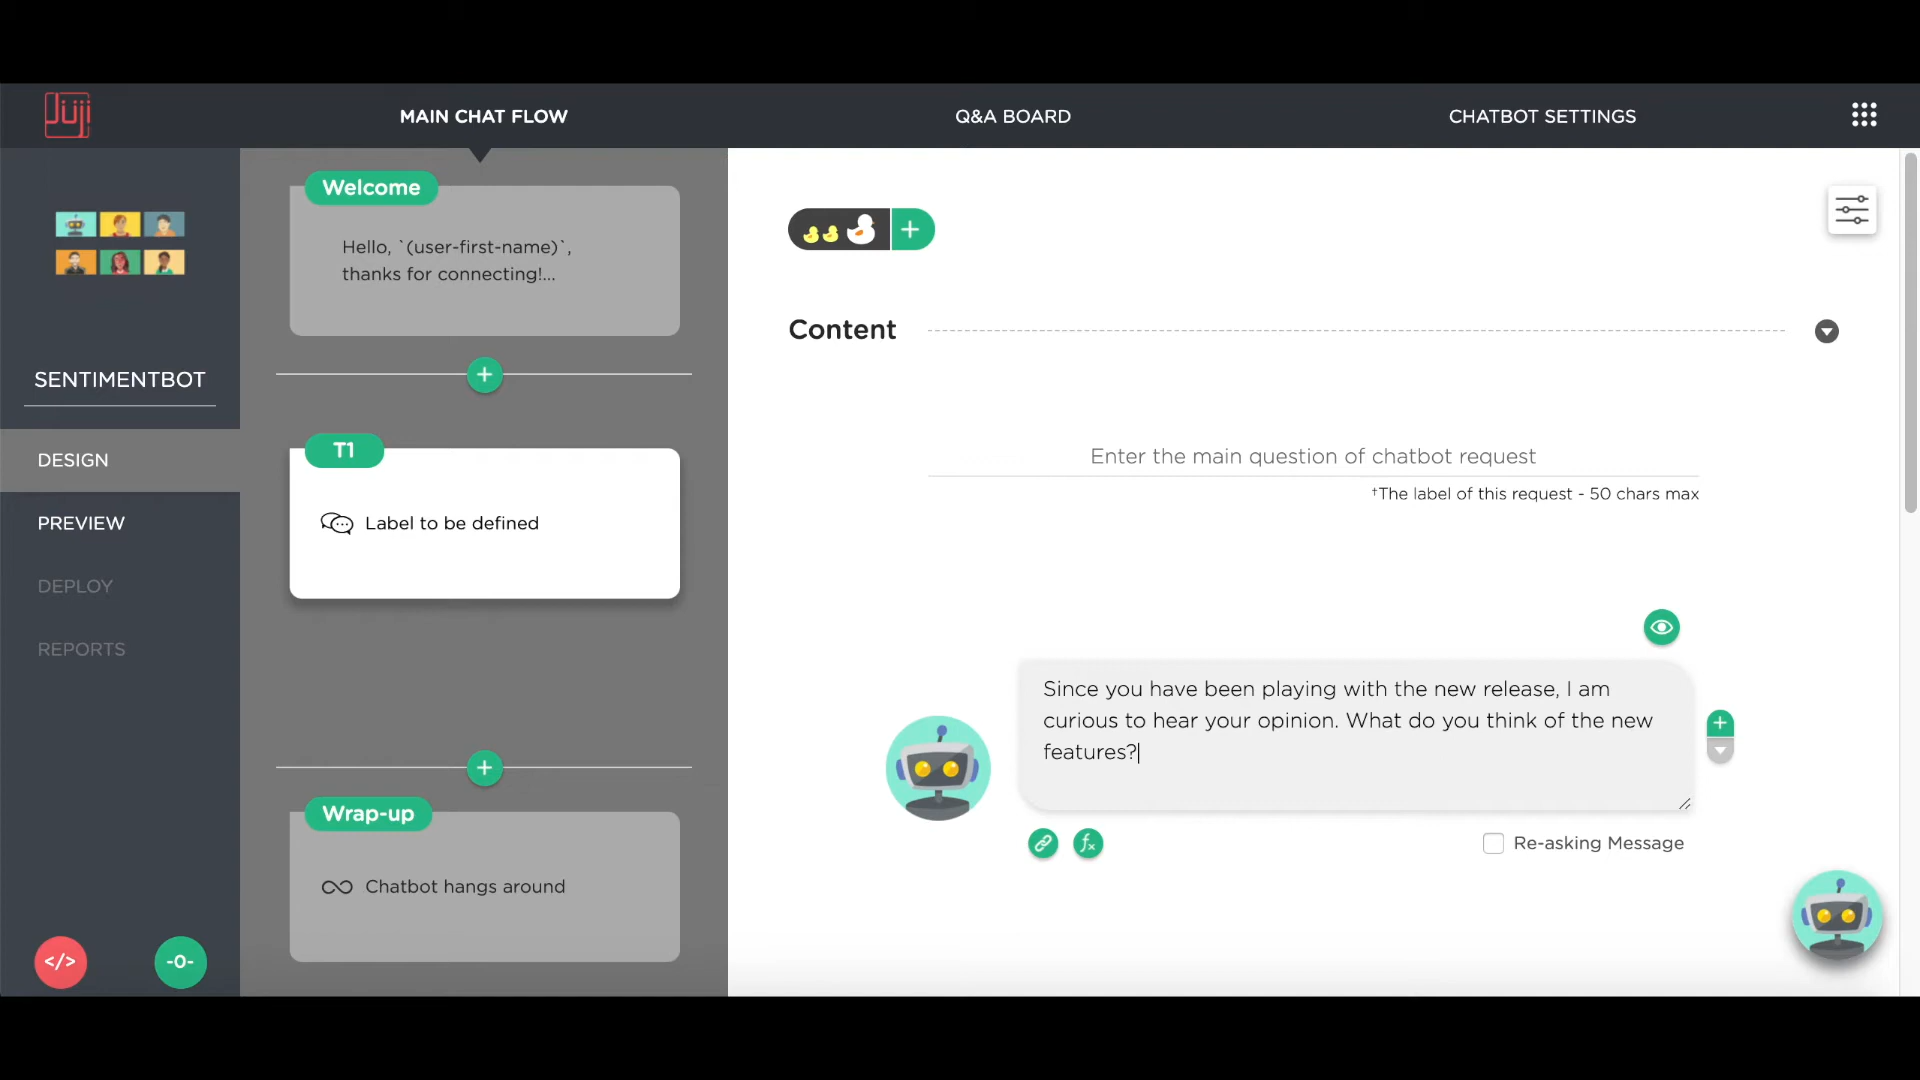 Juji
MAIN CHAT FLOW
Q&A BOARD
CHATBOT SETTINGS
SENTIMENTBOT
DESIGN
PREVIEW
DEPLOY
REPORTS
</>
-0-
Welcome
Hello, `(user-first-name)`,
thanks for connecting!...
+
T1
Label to be defined
+
Wrap-up
Chatbot hangs around
+
Content
Enter the main question of chatbot request
†The label of this request - 50 chars max
Since you have been playing with the new release, I am
curious to hear your opinion. What do you think of the new
features?
+
fx
Re-asking Message